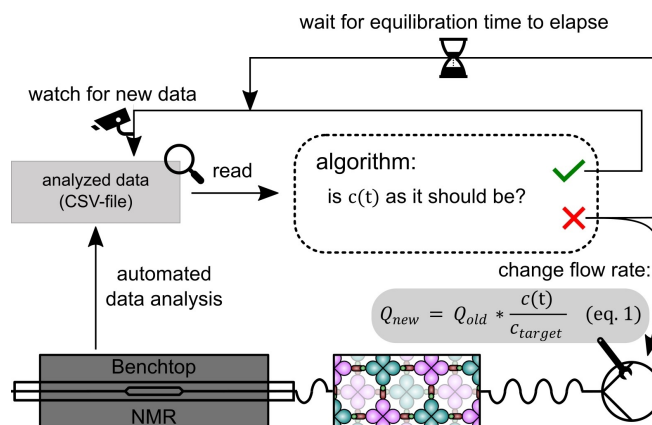 wait for equilibration time to elapse
watch for new data
analyzed data
(CSV-file)
read
algorithm:
is c(t) as it should be?
automated
data analysis
change flow rate:
Q_new = Q_old * c(t)/c_target (eq. 1)
Benchtop
NMR